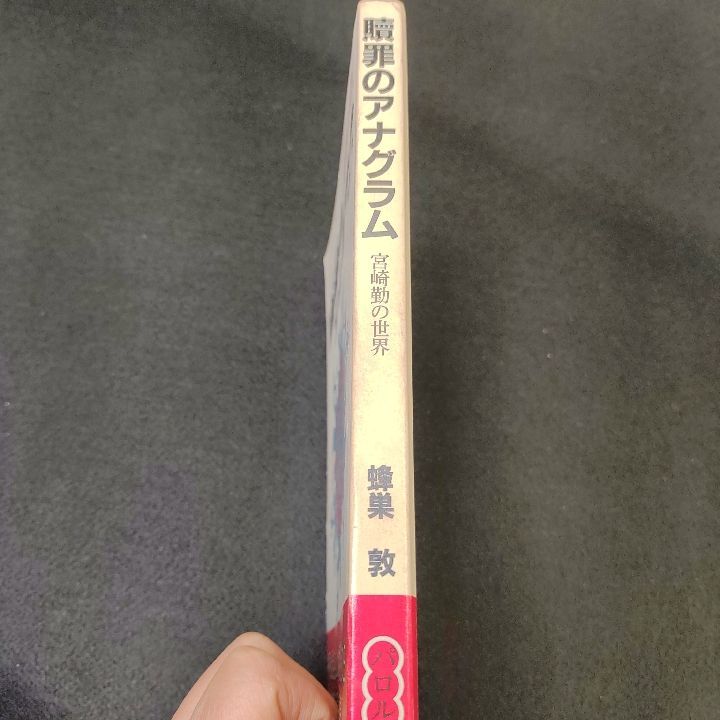 贖罪のアナグラム
宮崎勤の世界
蜂巣 敦
パロル